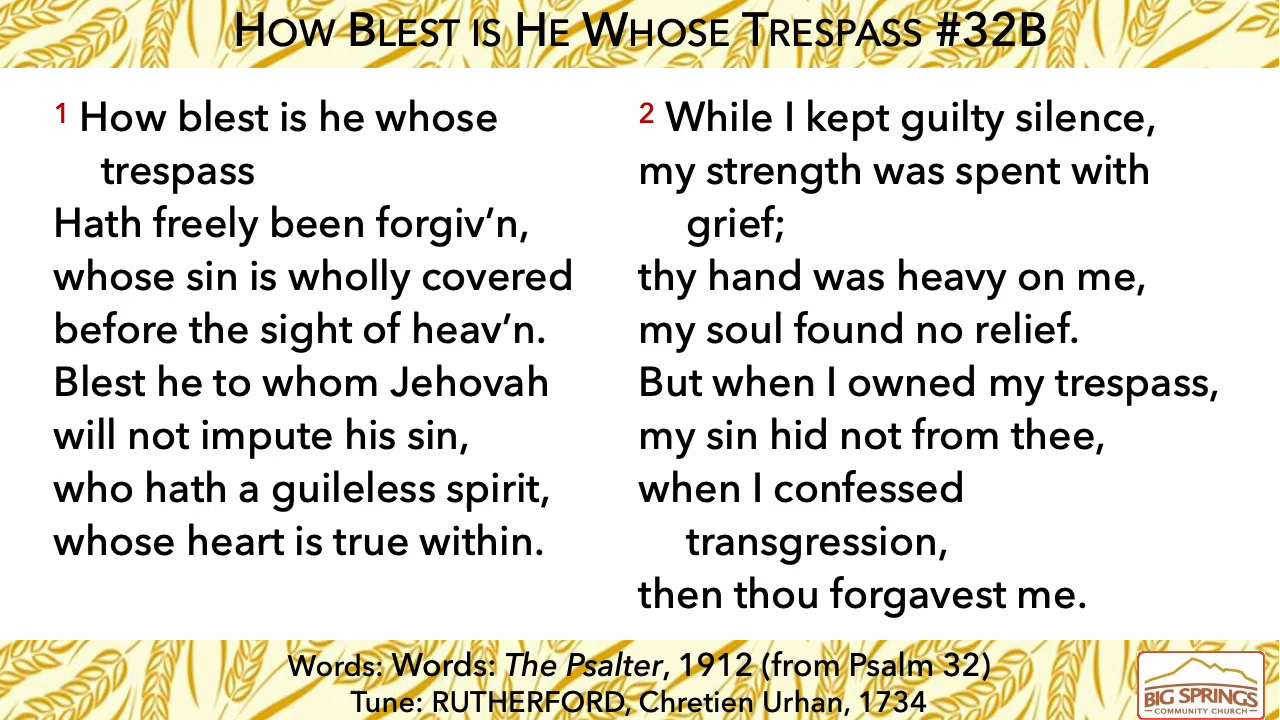 How Blest is He Whose Trespass #32B
1 How blest is he whose
trespass
Hath freely been forgiv’n,
whose sin is wholly covered
before the sight of heav’n.
Blest he to whom Jehovah
will not impute his sin,
who hath a guileless spirit,
whose heart is true within.
2 While I kept guilty silence,
my strength was spent with
grief;
thy hand was heavy on me,
my soul found no relief.
But when I owned my trespass,
my sin hid not from thee,
when I confessed
transgression,
then thou forgavest me.
Words: Words: The Psalter, 1912 (from Psalm 32)
Tune: RUTHERFORD, Chretien Urhan, 1734
BIG SPRINGS
COMMUNITY CHURCH